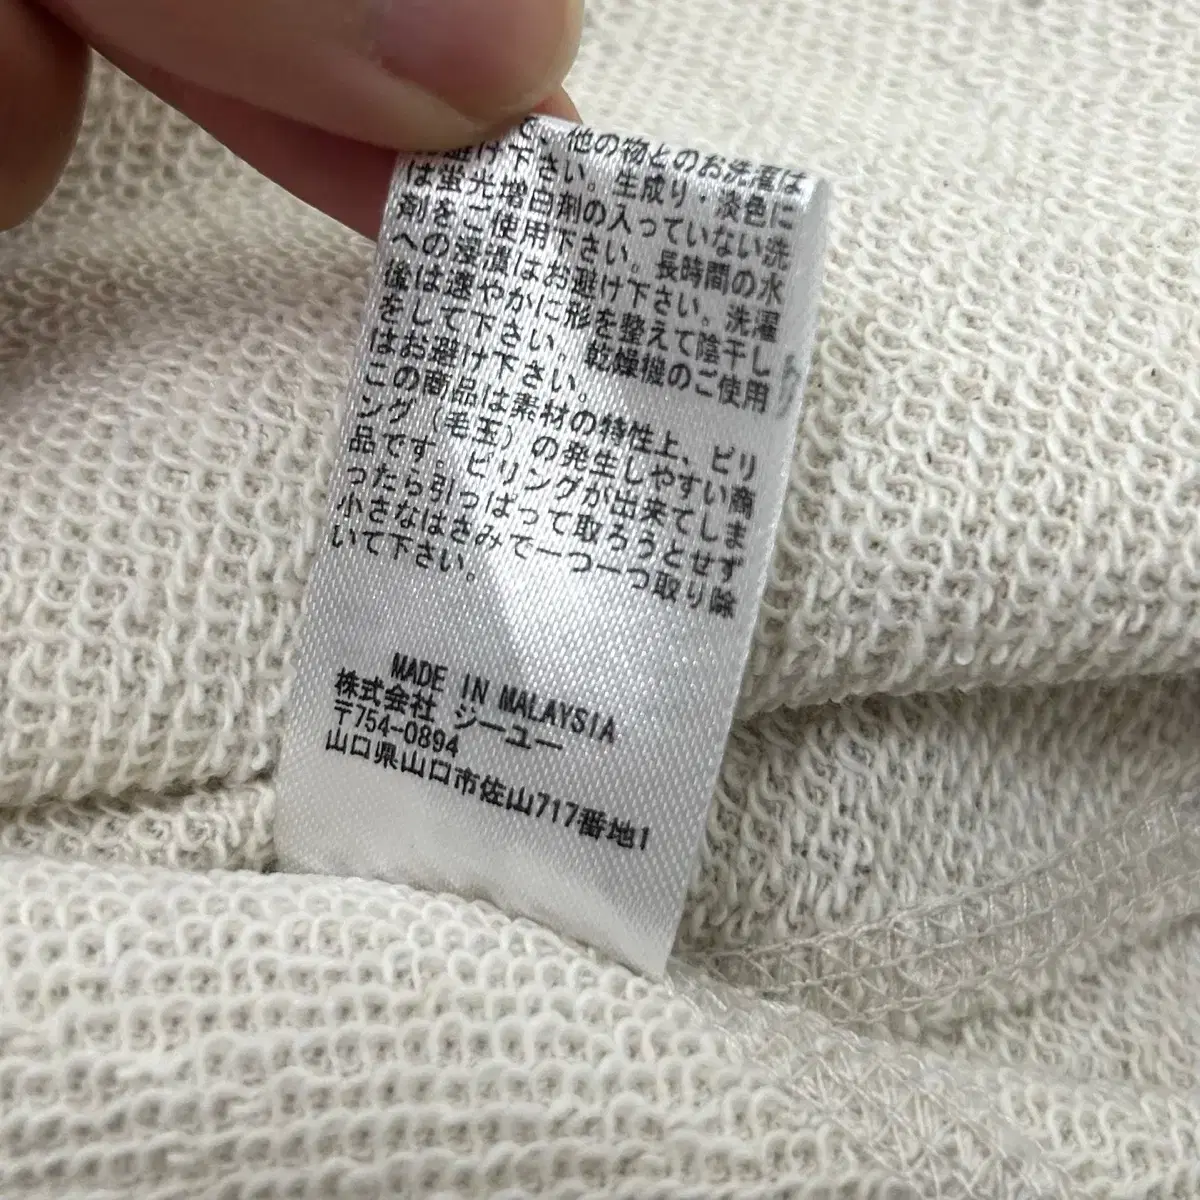 で、他の物とのお洗濯は
避け下さい。生成り・淡色に
は蛍光増白剤の入っていない洗
剤をご使用下さい。長時間の水
への浸漬はお避け下さい。洗濯
後は速やかに形を整えて陰干し
をして下さい。乾燥機のご使用
はお避け下さい。
この商品は素材の特性上、ピリ
ング（毛玉）の発生しやすい商
品です。ピリングが出来てしま
ったら引っぱって取ろうとせず
小さなはさみで一つ一つ取り除
いて下さい。
MADE IN MALAYSIA
株式会社 ジーユー
〒754-0894
山口県山口市佐山717番地1